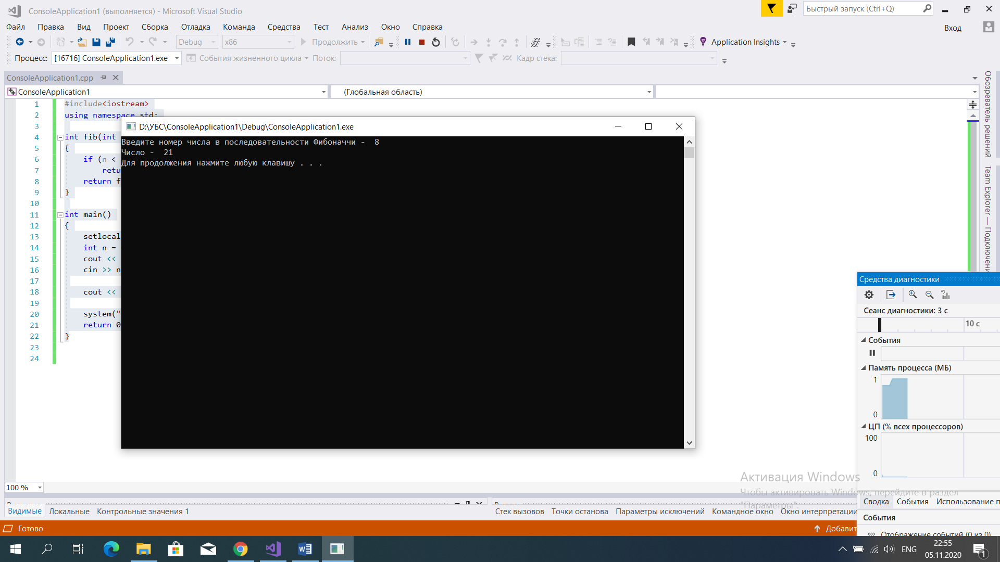 ConsoleApplication1 (выполняется) - Microsoft Visual Studio
Быстрый запуск (Ctrl+Q)
Файл Правка Вид Проект Сборка Отладка Команда Средства Тест Анализ Окно Справка
Вход
Debug x86 Продолжить Application Insights
Процесс: [16716] ConsoleApplication1.exe События жизненного цикла Поток: Кадр стека:
ConsoleApplication1.cpp
ConsoleApplication1 (Глобальная область)
1 #include<iostream>
2 using namespace std;
3
4 int fib(int
5 {
6 if (n <
7 retu
8 return f
9 }
10
11 int main()
12 {
13 setlocal
14 int n =
15 cout <<
16 cin >> n
17
18 cout <<
19
20 system("
21 return 0
22 }
23
24
D:\УБС\ConsoleApplication1\Debug\ConsoleApplication1.exe
Введите номер числа в последовательности Фибоначчи - 8
Число - 21
Для продолжения нажмите любую клавишу . . .
Обозреватель решений
Team Explorer — Подключени
Средства диагностики
Сеанс диагностики: 3 с
10 с
События
Память процесса (МБ)
1
0
ЦП (% всех процессоров)
100
0
Активация Windows
Чтобы активировать Windows, перейдите в раздел
"Параметры".
Сводка События Использование п
События
Отображение событий (0 из 0)
100 %
Видимые Локальные Контрольные значения 1
Стек вызовов Точки останова Параметры исключений Командное окно Окно интерпретации
Готово
Добавит
ENG
22:55
05.11.2020
1